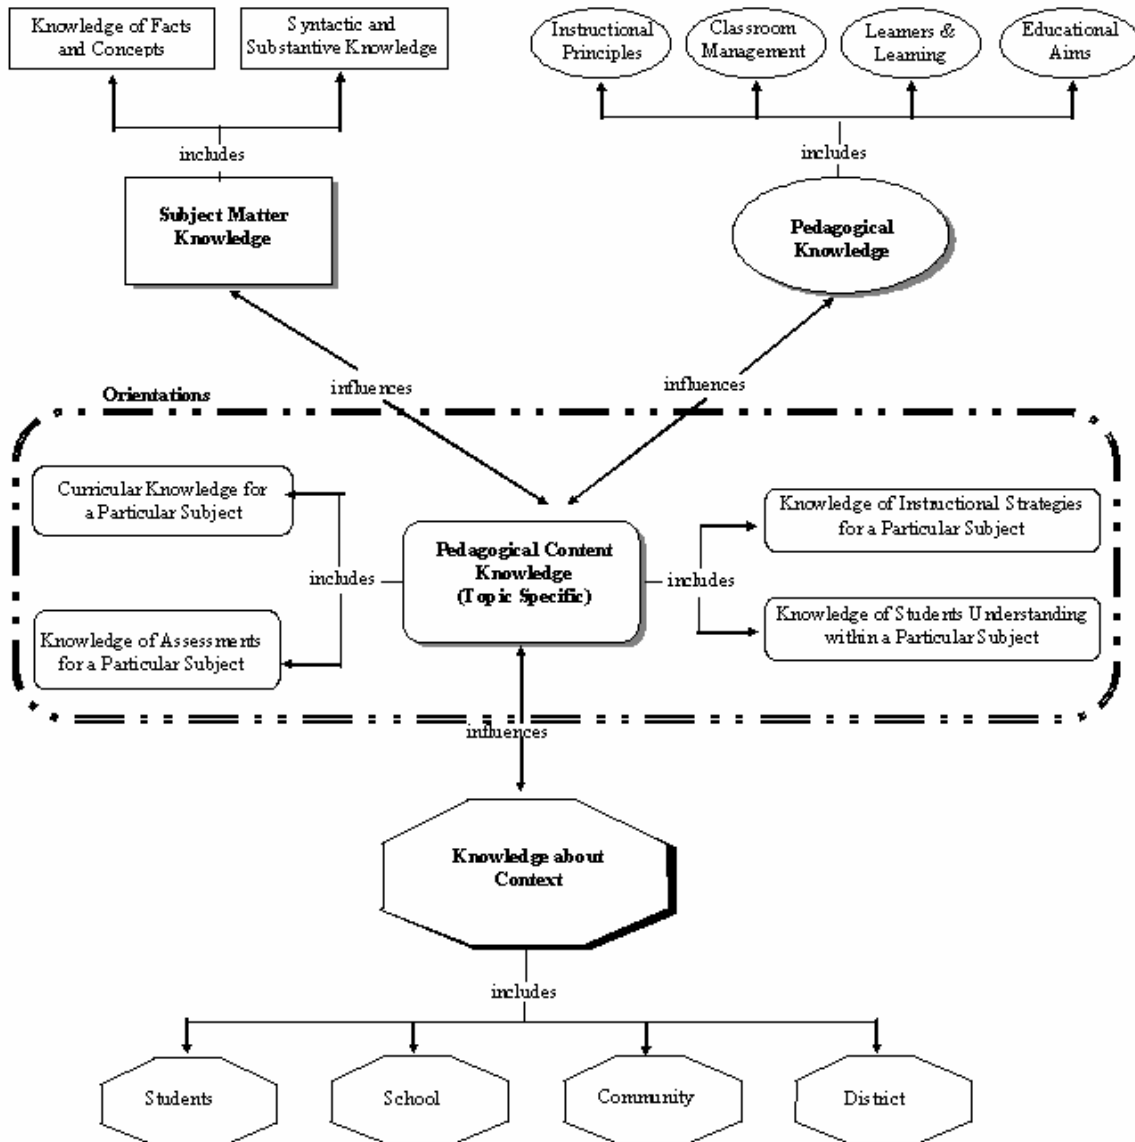 Knowledge of Facts
and Concepts
Syntactic and
Substantive Knowledge
Instructional
Principles
Classroom
Management
Learners &
Learning
Educational
Aims
includes
includes
Subject Matter
Knowledge
Pedagogical
Knowledge
influences
influences
Orientations
Curricular Knowledge for
a Particular Subject
Knowledge of Assessments
for a Particular Subject
includes
Pedagogical Content
Knowledge
(Topic Specific)
includes
Knowledge of Instructional Strategies
for a Particular Subject
Knowledge of Students Understanding
within a Particular Subject
influences
Knowledge about
Context
includes
Students
School
Community
District